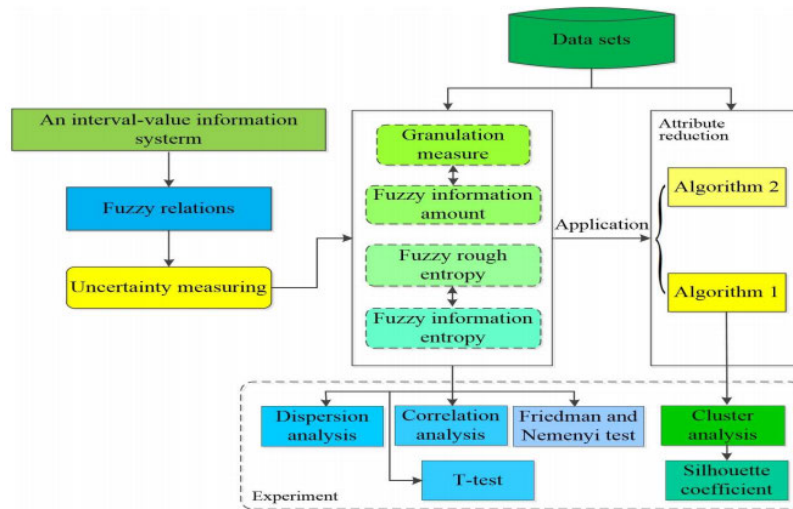 Data sets
An interval-value information
systerm
Fuzzy relations
Uncertainty measuring
Granulation
measure
Fuzzy information
amount
Fuzzy rough
entropy
Fuzzy information
entropy
Application
Attribute
reduction
Algorithm 2
Algorithm 1
Dispersion
analysis
Correlation
analysis
Friedman and
Nemenyi test
Cluster
analysis
T-test
Silhouette
coefficient
Experiment